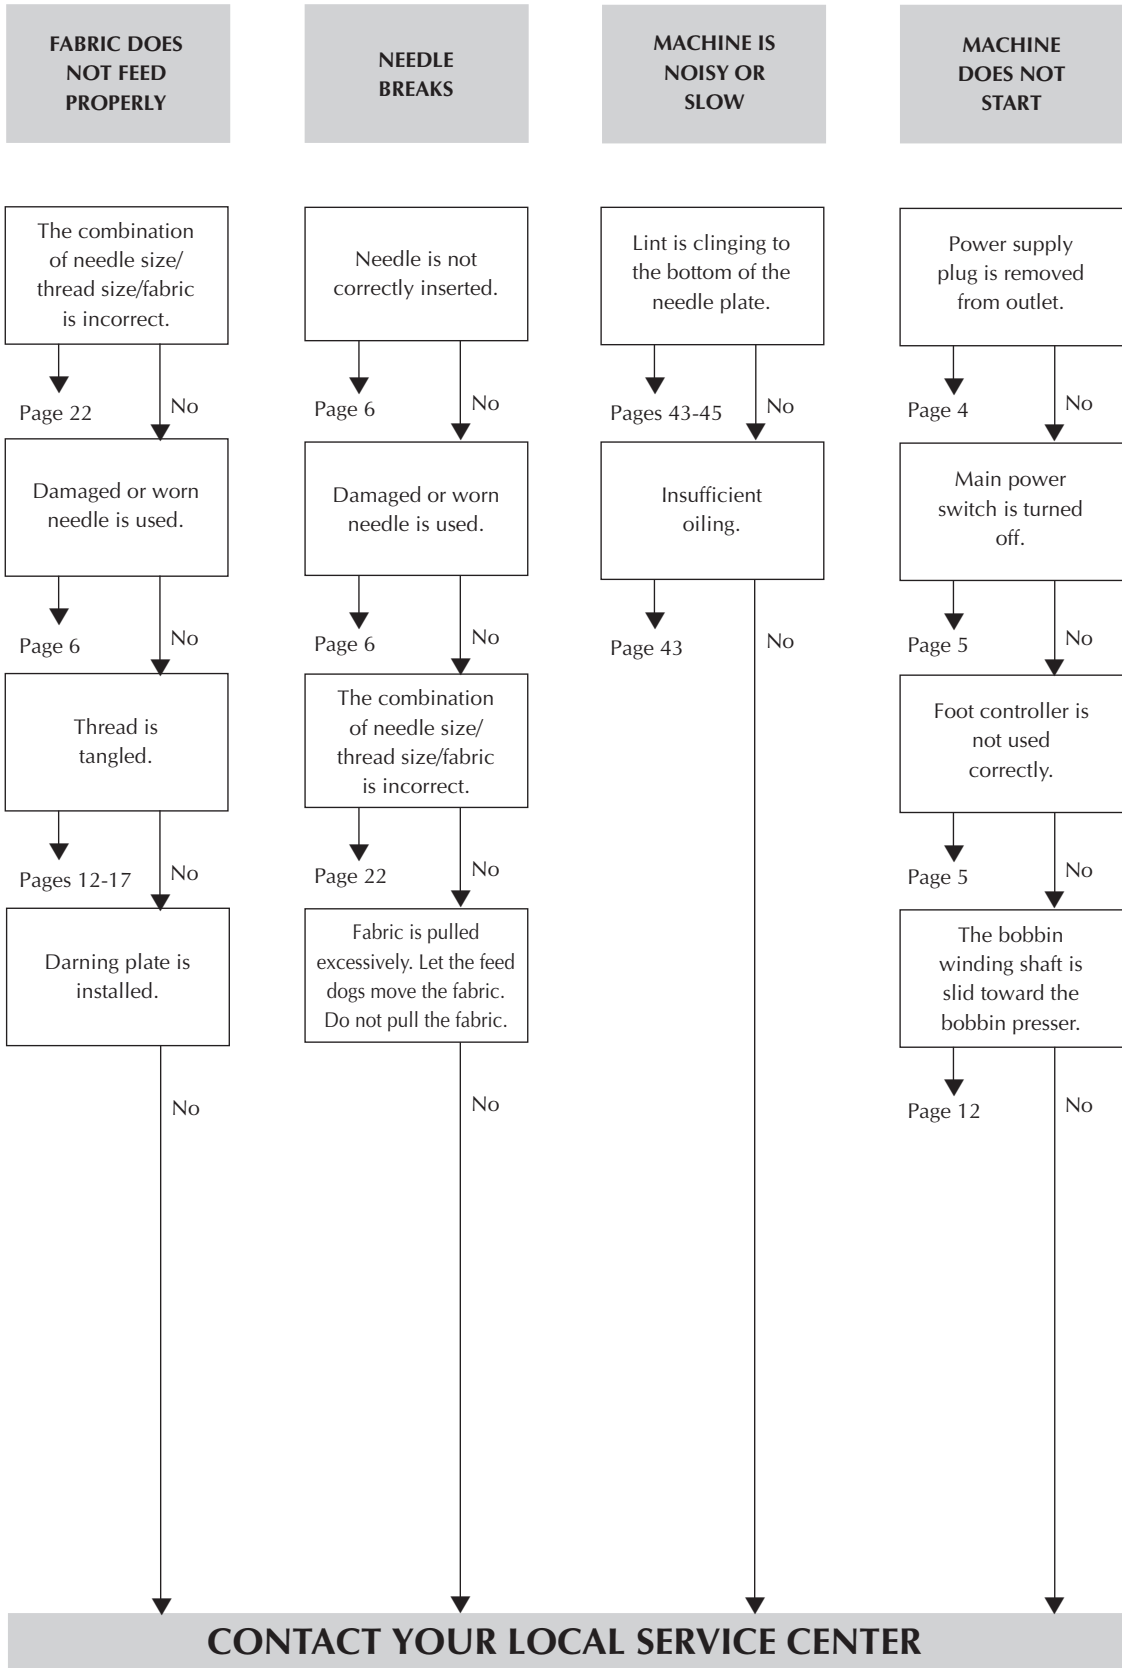 FABRIC DOES
NOT FEED
PROPERLY
The combination
of needle size/
thread size/fabric
is incorrect.
Page 22
No
Damaged or worn
needle is used.
Page 6
No
Thread is
tangled.
Pages 12-17
No
Darning plate is
installed.
No
NEEDLE
BREAKS
Needle is not
correctly inserted.
Page 6
No
Damaged or worn
needle is used.
Page 6
No
The combination
of needle size/
thread size/fabric
is incorrect.
Page 22
No
Fabric is pulled
excessively. Let the feed
dogs move the fabric.
Do not pull the fabric.
No
MACHINE IS
NOISY OR
SLOW
Lint is clinging to
the bottom of the
needle plate.
Pages 43-45
No
Insufficient
oiling.
Page 43
No
MACHINE
DOES NOT
START
Power supply
plug is removed
from outlet.
Page 4
No
Main power
switch is turned
off.
Page 5
No
Foot controller is
not used
correctly.
Page 5
No
The bobbin
winding shaft is
slid toward the
bobbin presser.
Page 12
No
CONTACT YOUR LOCAL SERVICE CENTER